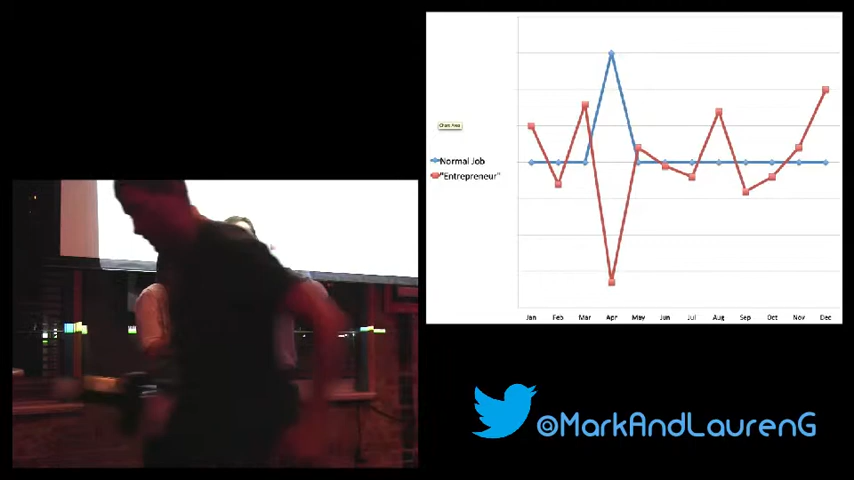 Chart Area
Normal Job
"Entrepreneur"
Jan Feb Mar Apr May Jun Jul Aug Sep Oct Nov Dec
@MarkAndLaurenG